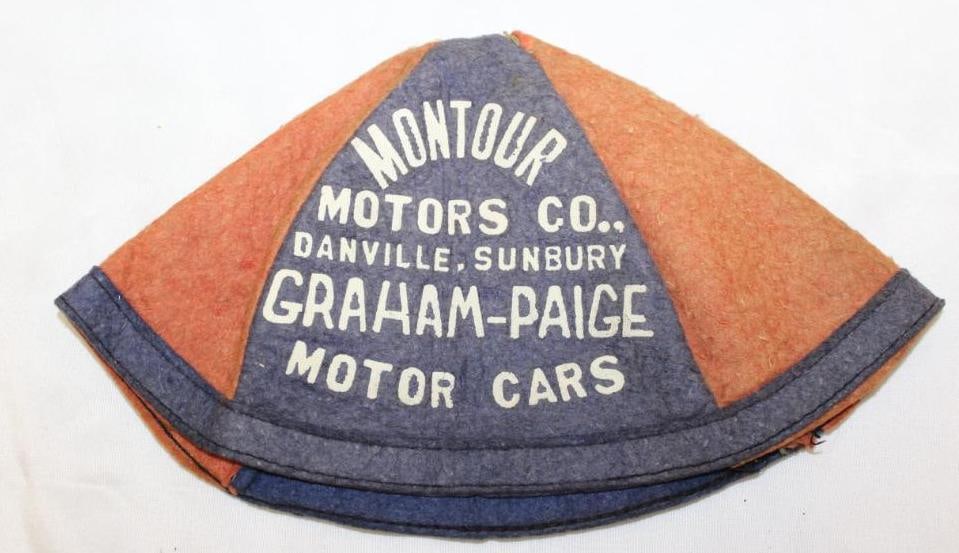 MONTOUR
MOTORS CO.,
DANVILLE, SUNBURY
GRAHAM-PAIGE
MOTOR CARS